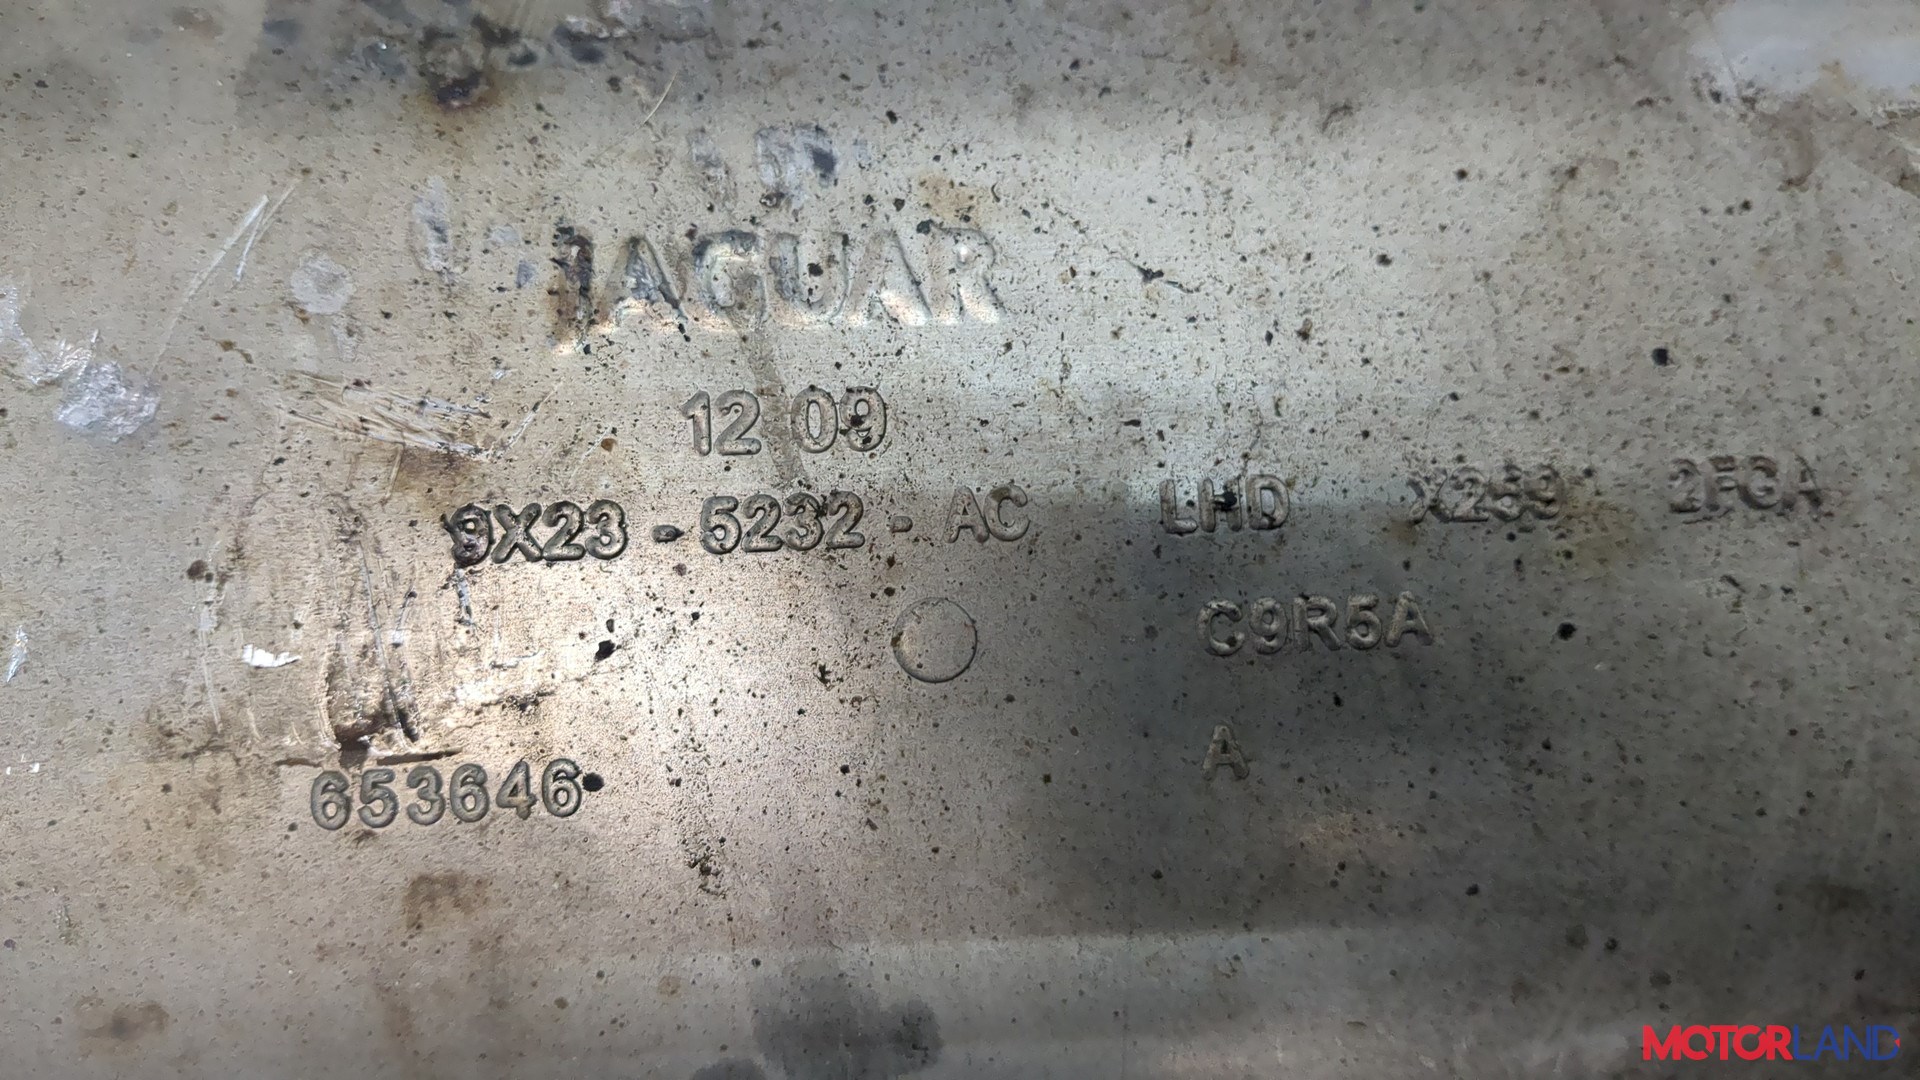 JAGUAR
12 09
9X23 - 5232 - AC LHD X259 2FGA
C9R5A
A
653646
MOTORLAND